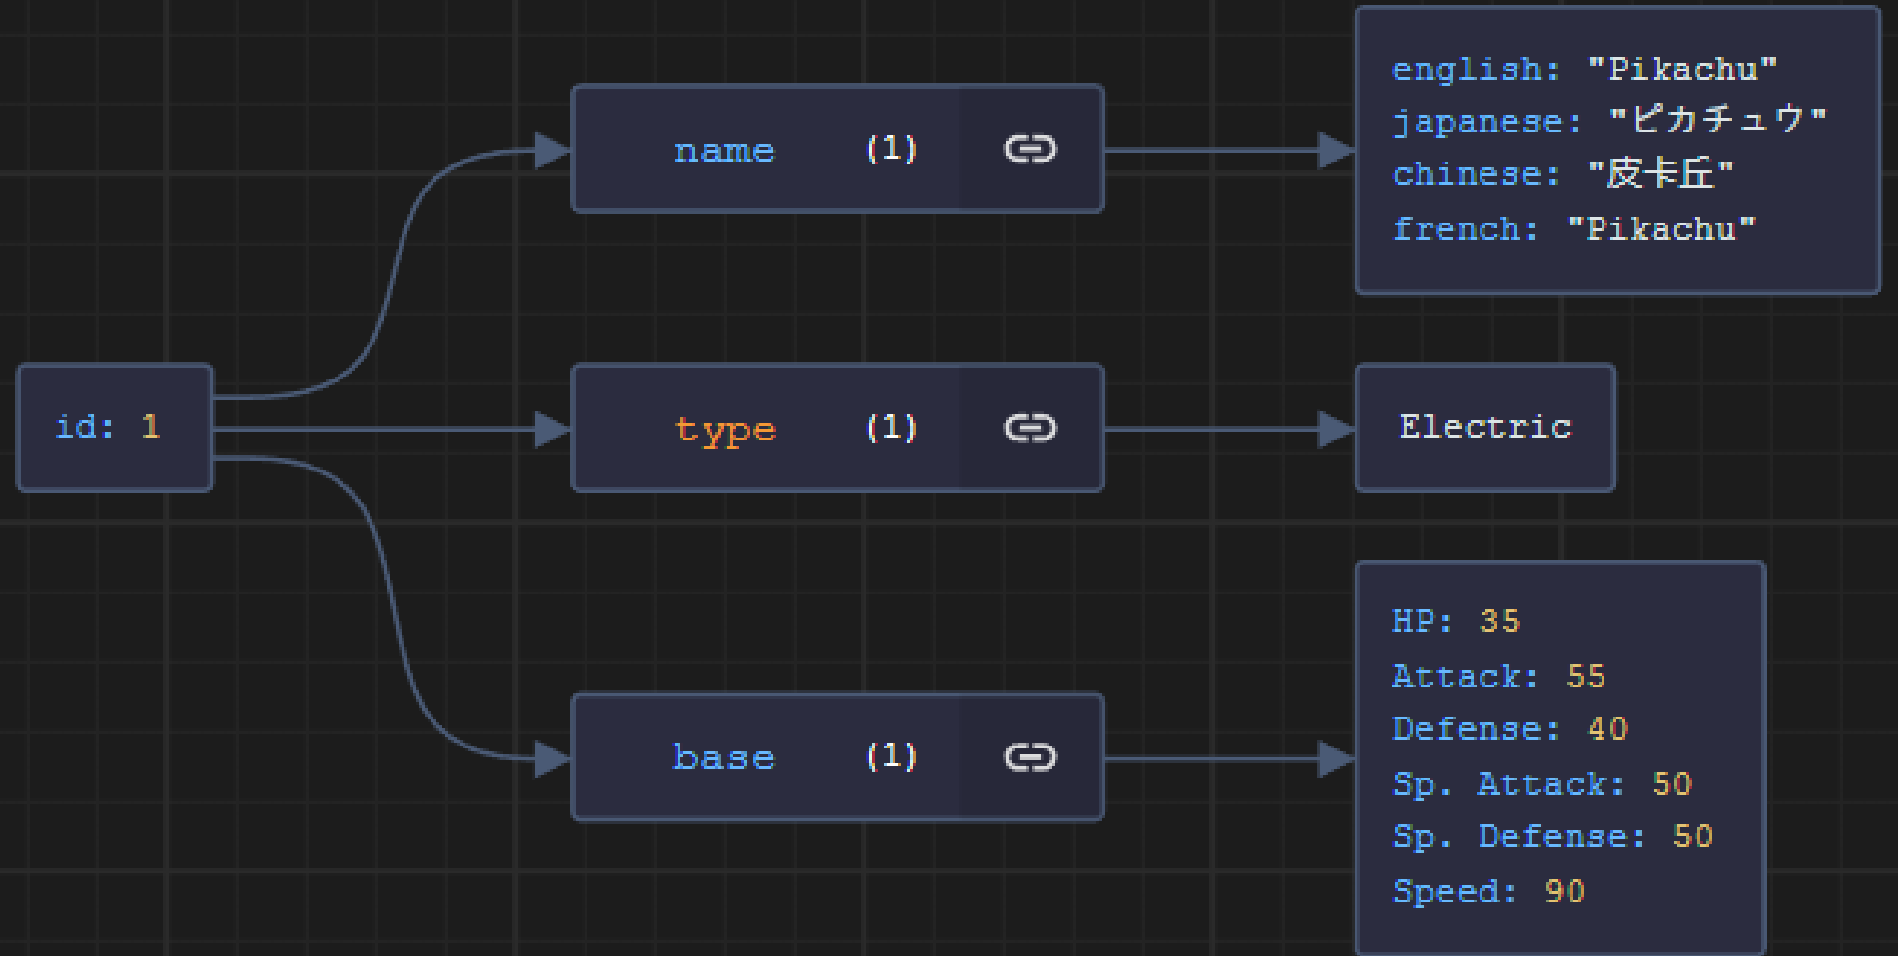 id: 1
name (1)
english: "Pikachu"
japanese: "ピカチュウ"
chinese: "皮卡丘"
french: "Pikachu"
type (1)
Electric
base (1)
HP: 35
Attack: 55
Defense: 40
Sp. Attack: 50
Sp. Defense: 50
Speed: 90